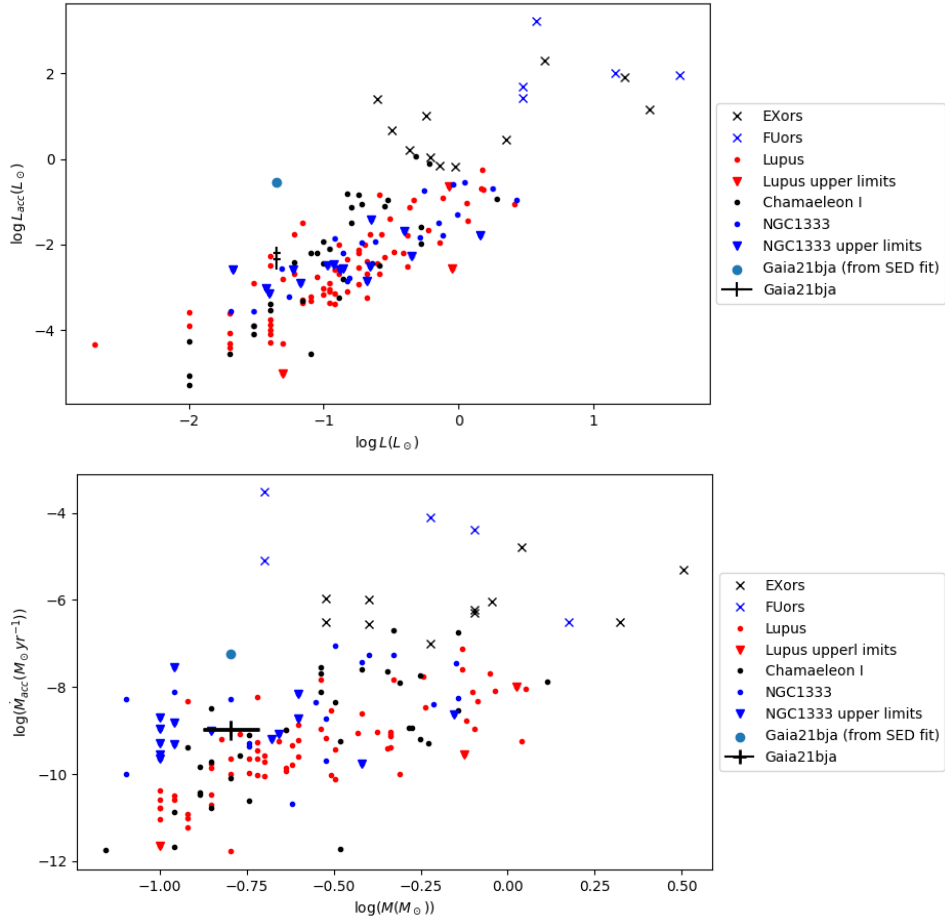 2
0
−2
−4
log L_acc(L_⊙)
−2
−1
0
1
log L(L_⊙)
EXors
FUors
Lupus
Lupus upper limits
Chamaeleon I
NGC1333
NGC1333 upper limits
Gaia21bja (from SED fit)
Gaia21bja
−4
−6
−8
−10
−12
log(Ṁ_acc(M_⊙ yr^−1))
−1.00
−0.75
−0.50
−0.25
0.00
0.25
0.50
log(M(M_⊙))
EXors
FUors
Lupus
Lupus upperl imits
Chamaeleon I
NGC1333
NGC1333 upper limits
Gaia21bja (from SED fit)
Gaia21bja